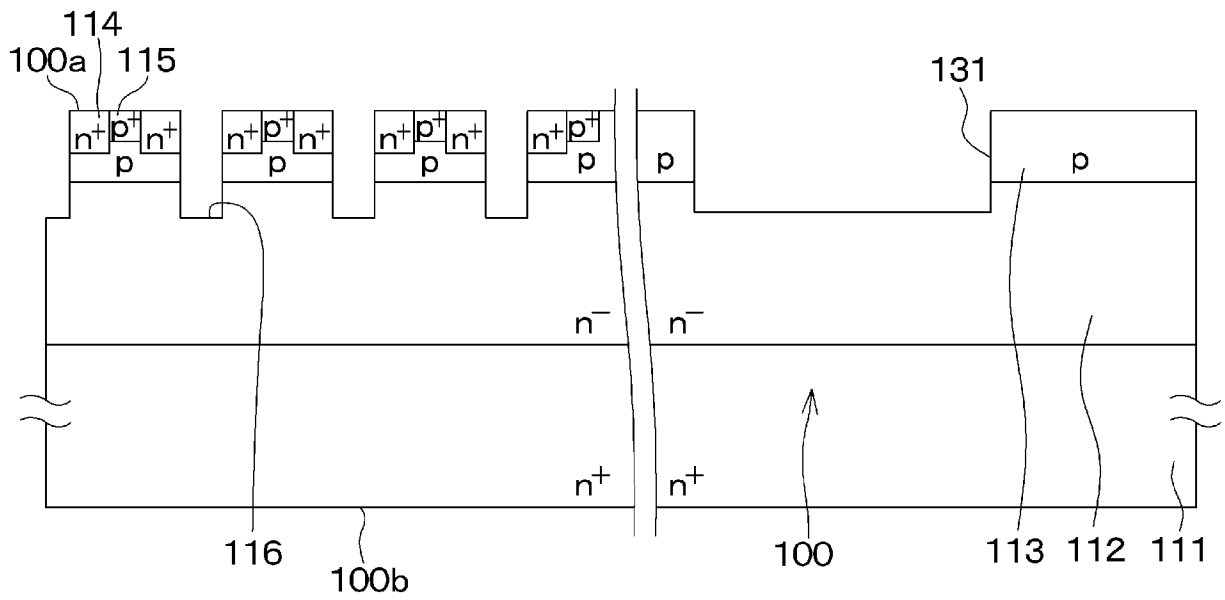 114
100a 115
131
n+ p+ n+ n+ p+ n+ n+ p+ n+ n+ p+
p p p p p p
n− n−
n+ n+
116 100b 100 113 112 111